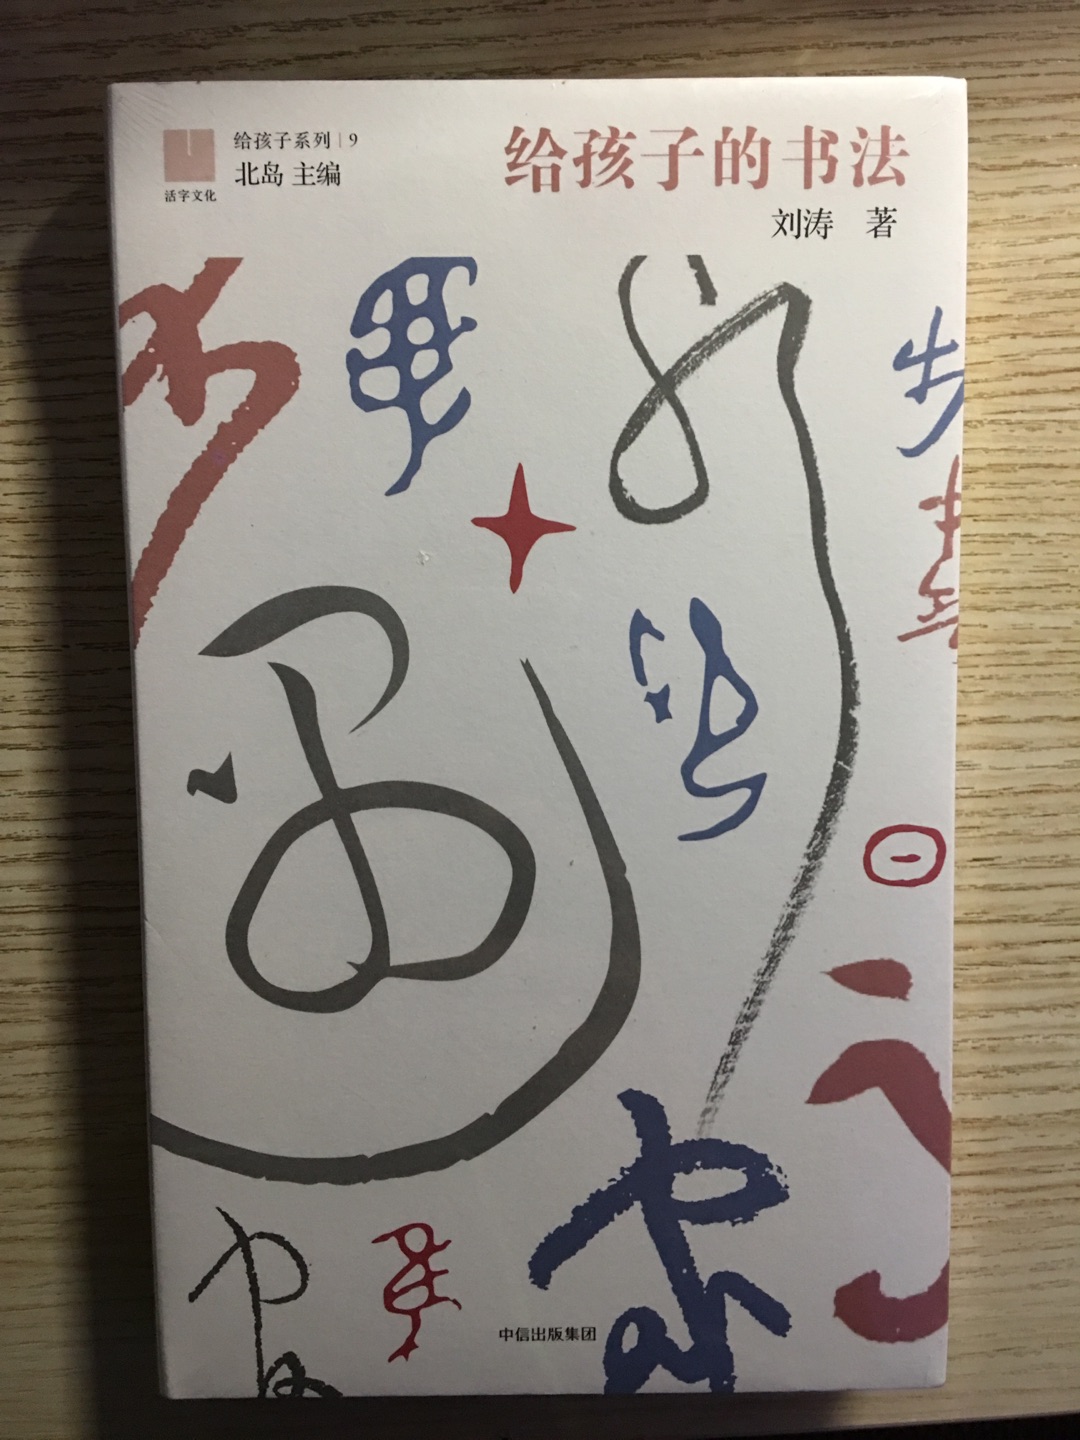 给孩子系列 | 9
北岛 主编
活字文化
给孩子的书法
刘涛 著
中信出版集团